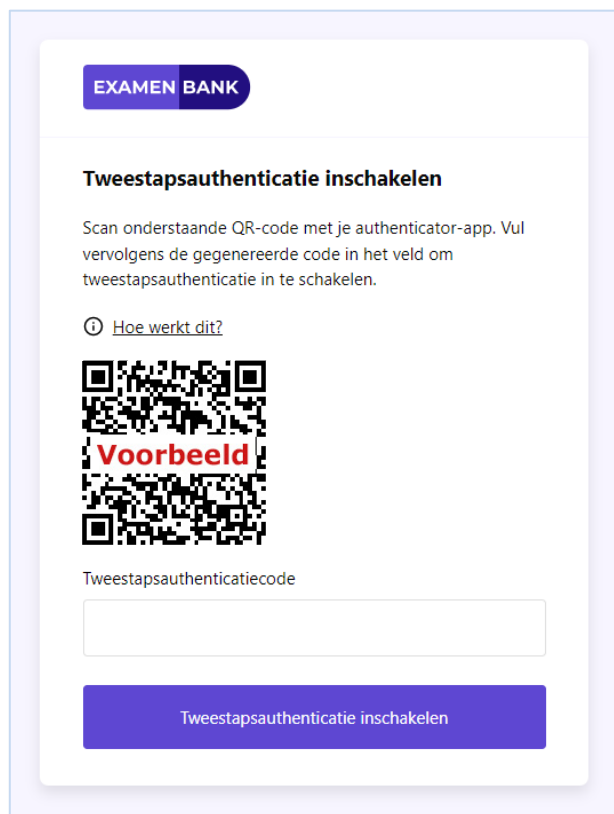 EXAMEN BANK
Tweestapsauthenticatie inschakelen
Scan onderstaande QR-code met je authenticator-app. Vul
vervolgens de gegenereerde code in het veld om
tweestapsauthenticatie in te schakelen.
Hoe werkt dit?
Voorbeeld
Tweestapsauthenticatiecode
Tweestapsauthenticatie inschakelen